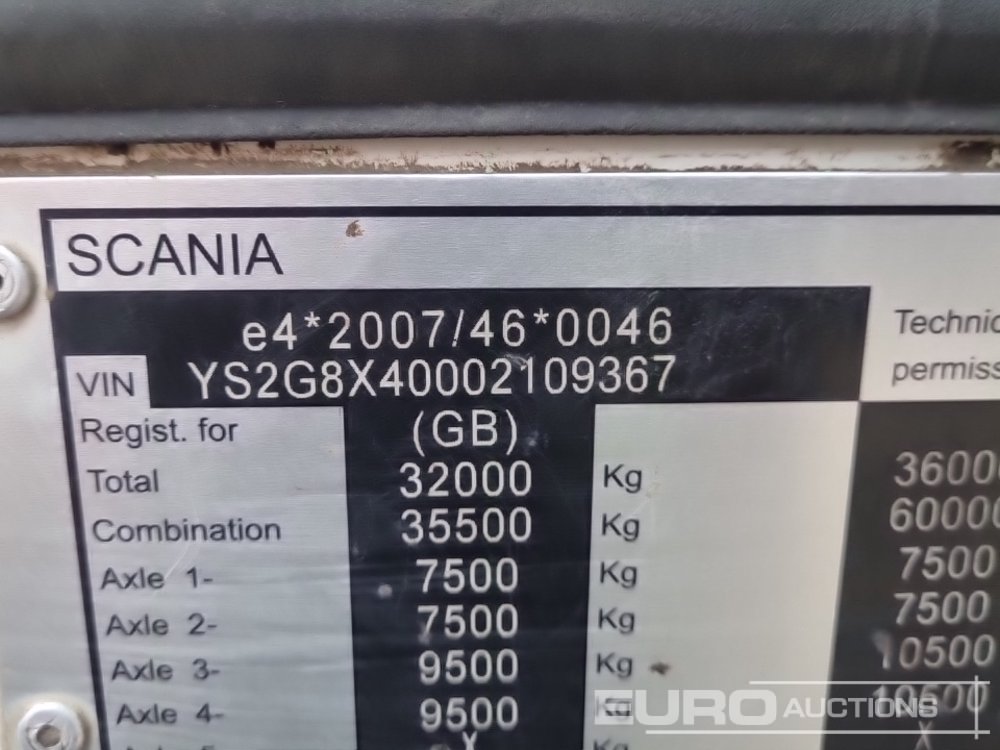 SCANIA
e4*2007/46*0046
VIN YS2G8X40002109367
Technic
permiss
Regist. for (GB)
Total 32000 Kg 3600
Combination 35500 Kg 60000
Axle 1- 7500 Kg 7500
Axle 2- 7500 Kg 7500
Axle 3- 9500 Kg 10500
Axle 4- 9500 Kg
EURO AUCTIONS